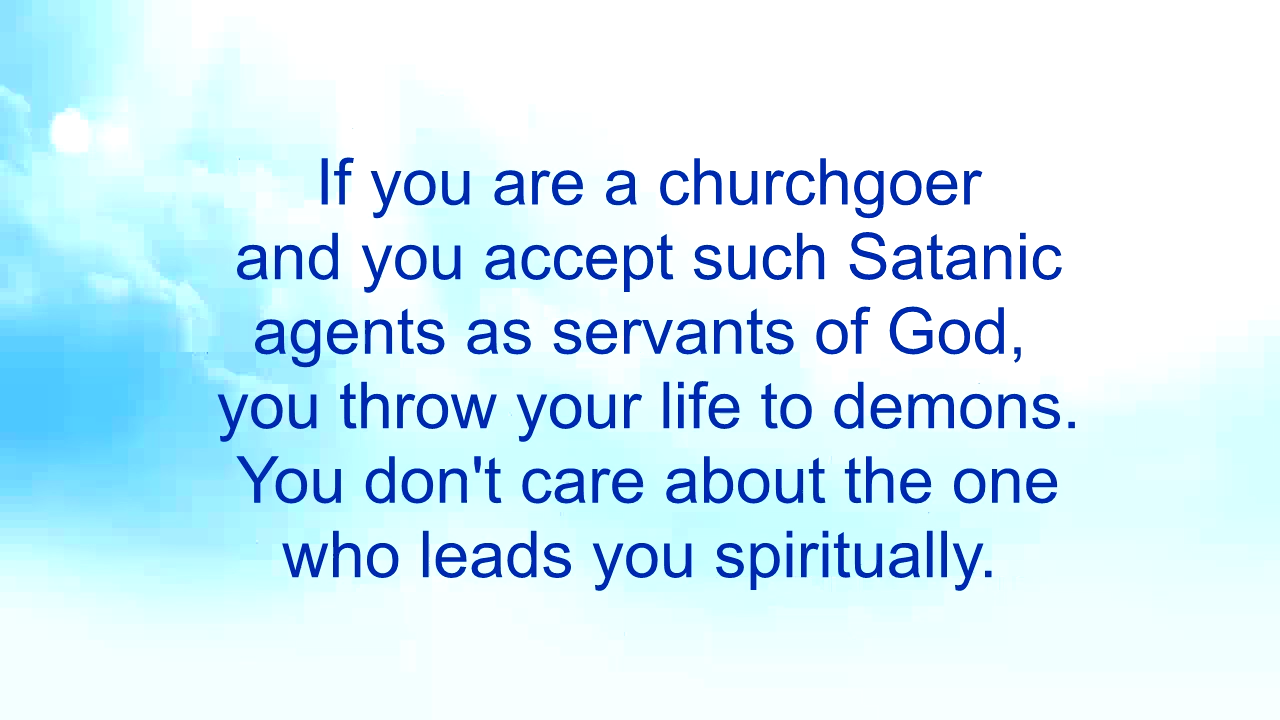 If you are a churchgoer
and you accept such Satanic
agents as servants of God,
you throw your life to demons.
You don't care about the one
who leads you spiritually.